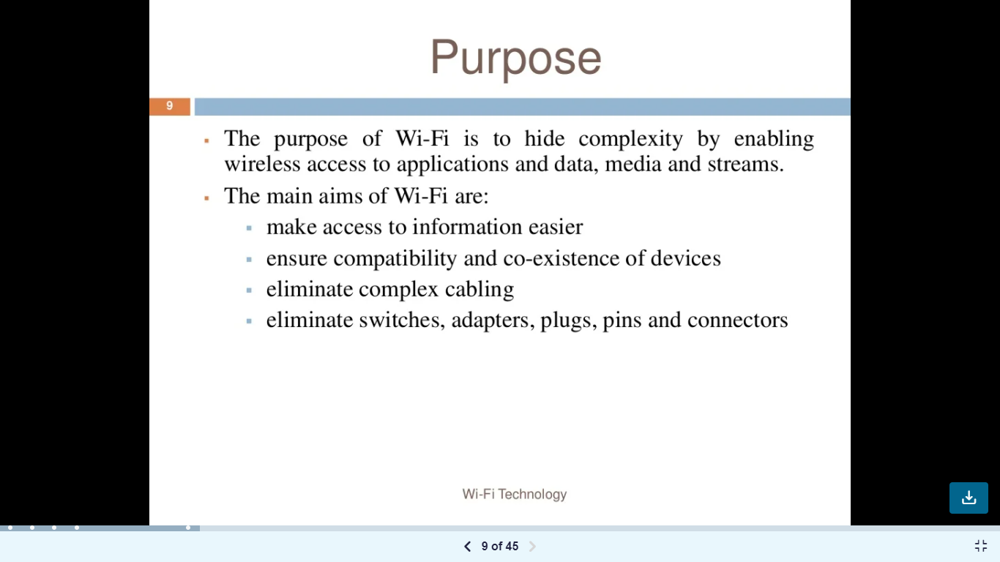 Purpose
9
The purpose of Wi-Fi is to hide complexity by enabling
wireless access to applications and data, media and streams.
The main aims of Wi-Fi are:
make access to information easier
ensure compatibility and co-existence of devices
eliminate complex cabling
eliminate switches, adapters, plugs, pins and connectors
Wi-Fi Technology
9 of 45